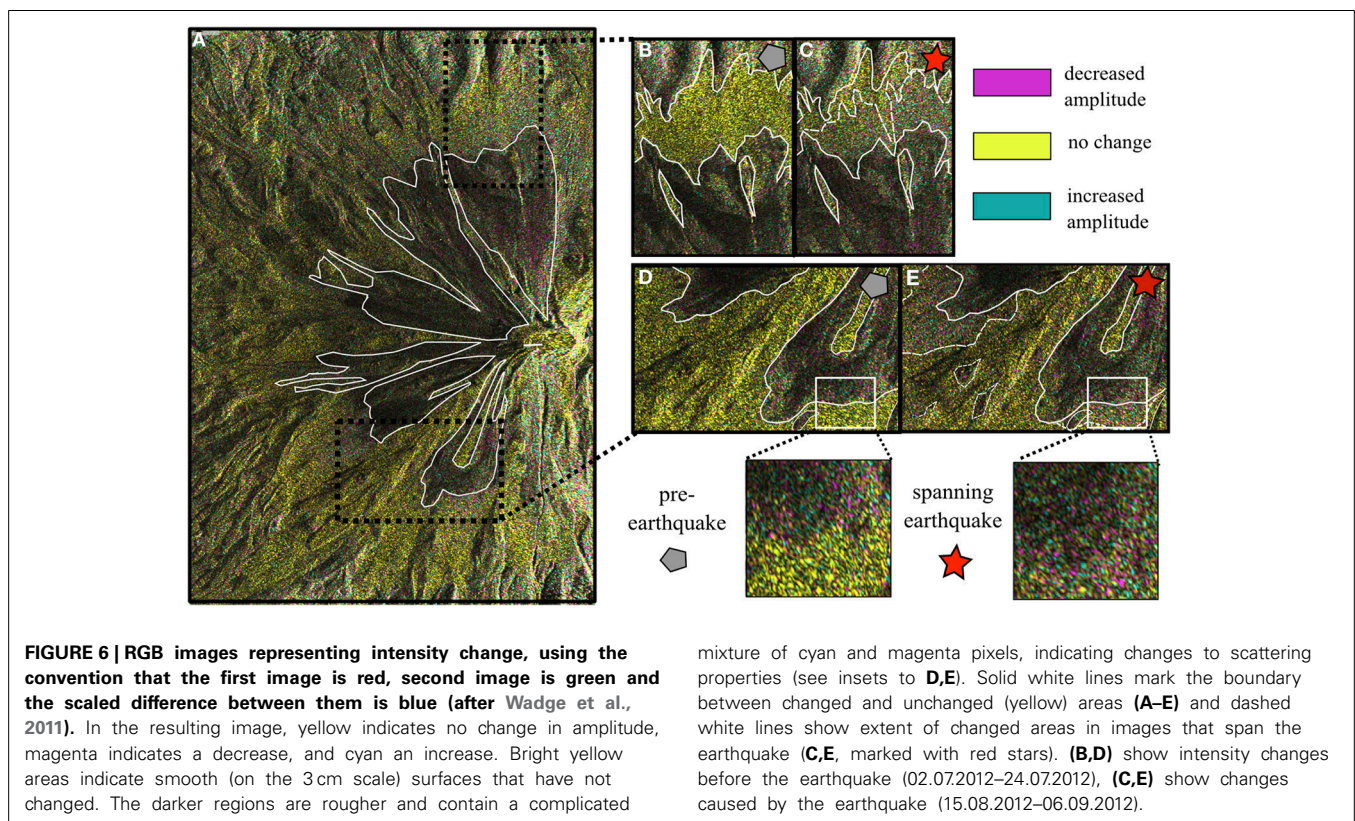 A
B
C
decreased
amplitude
no change
increased
amplitude
D
E
pre-
earthquake
spanning
earthquake
FIGURE 6 | RGB images representing intensity change, using the
convention that the first image is red, second image is green and
the scaled difference between them is blue (after Wadge et al.,
2011). In the resulting image, yellow indicates no change in amplitude,
magenta indicates a decrease, and cyan an increase. Bright yellow
areas indicate smooth (on the 3 cm scale) surfaces that have not
changed. The darker regions are rougher and contain a complicated
mixture of cyan and magenta pixels, indicating changes to scattering
properties (see insets to D,E). Solid white lines mark the boundary
between changed and unchanged (yellow) areas (A–E) and dashed
white lines show extent of changed areas in images that span the
earthquake (C,E, marked with red stars). (B,D) show intensity changes
before the earthquake (02.07.2012–24.07.2012), (C,E) show changes
caused by the earthquake (15.08.2012–06.09.2012).